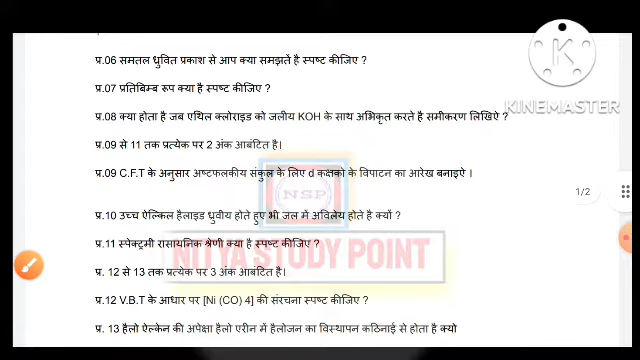 KINEMASTER
प्र.06 समतल ध्रुवित प्रकाश से आप क्या समझतें है स्पष्ट कीजिए ?
प्र.07 प्रतिबिम्ब रूप क्या है स्पष्ट कीजिए ?
प्र.08 क्या होता है जब एथिल क्लोराइड को जलीय KOH के साथ अभिकृत करते है समीकरण लिखिए ?
प्र.09 से 11 तक प्रत्येक पर 2 अंक आबंटित है।
प्र.09 C.F.T के अनुसार अष्टफलकीय संकुल के लिए d कक्षको के विपाटन का आरेख बनाइऐ ।
1/2
NSP
प्र.10 उच्च ऐल्किल हैलाइड ध्रुवीय होते हुए भी जल में अविलेय होते है क्यों ?
प्र.11 स्पेक्ट्रमी रासायनिक श्रेणी क्या है स्पष्ट कीजिए ?
NITYA STUDY POINT
प्र. 12 से 13 तक प्रत्येक पर 3 अंक आबंटित है।
प्र.12 V.B.T के आधार पर [Ni (CO) 4] की संरचना स्पष्ट कीजिए ?
प्र. 13 हैलो ऐल्केन की अपेक्षा हैलो एरीन में हैलोजन का विस्थापन कठिनाई से होता है क्यो